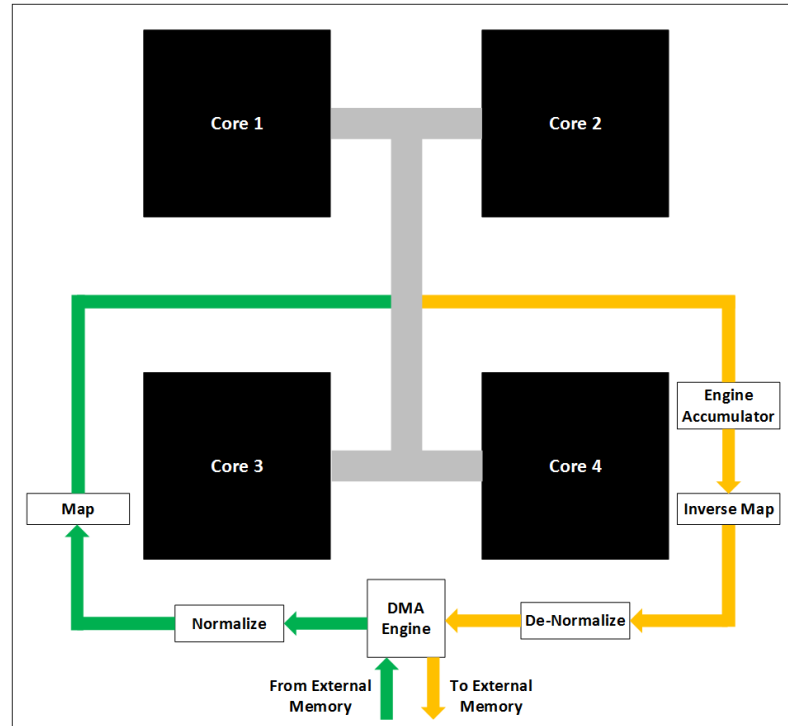 Core 1
Core 2
Core 3
Core 4
Engine
Accumulator
Map
Inverse Map
Normalize
DMA
Engine
De-Normalize
From External
Memory
To External
Memory